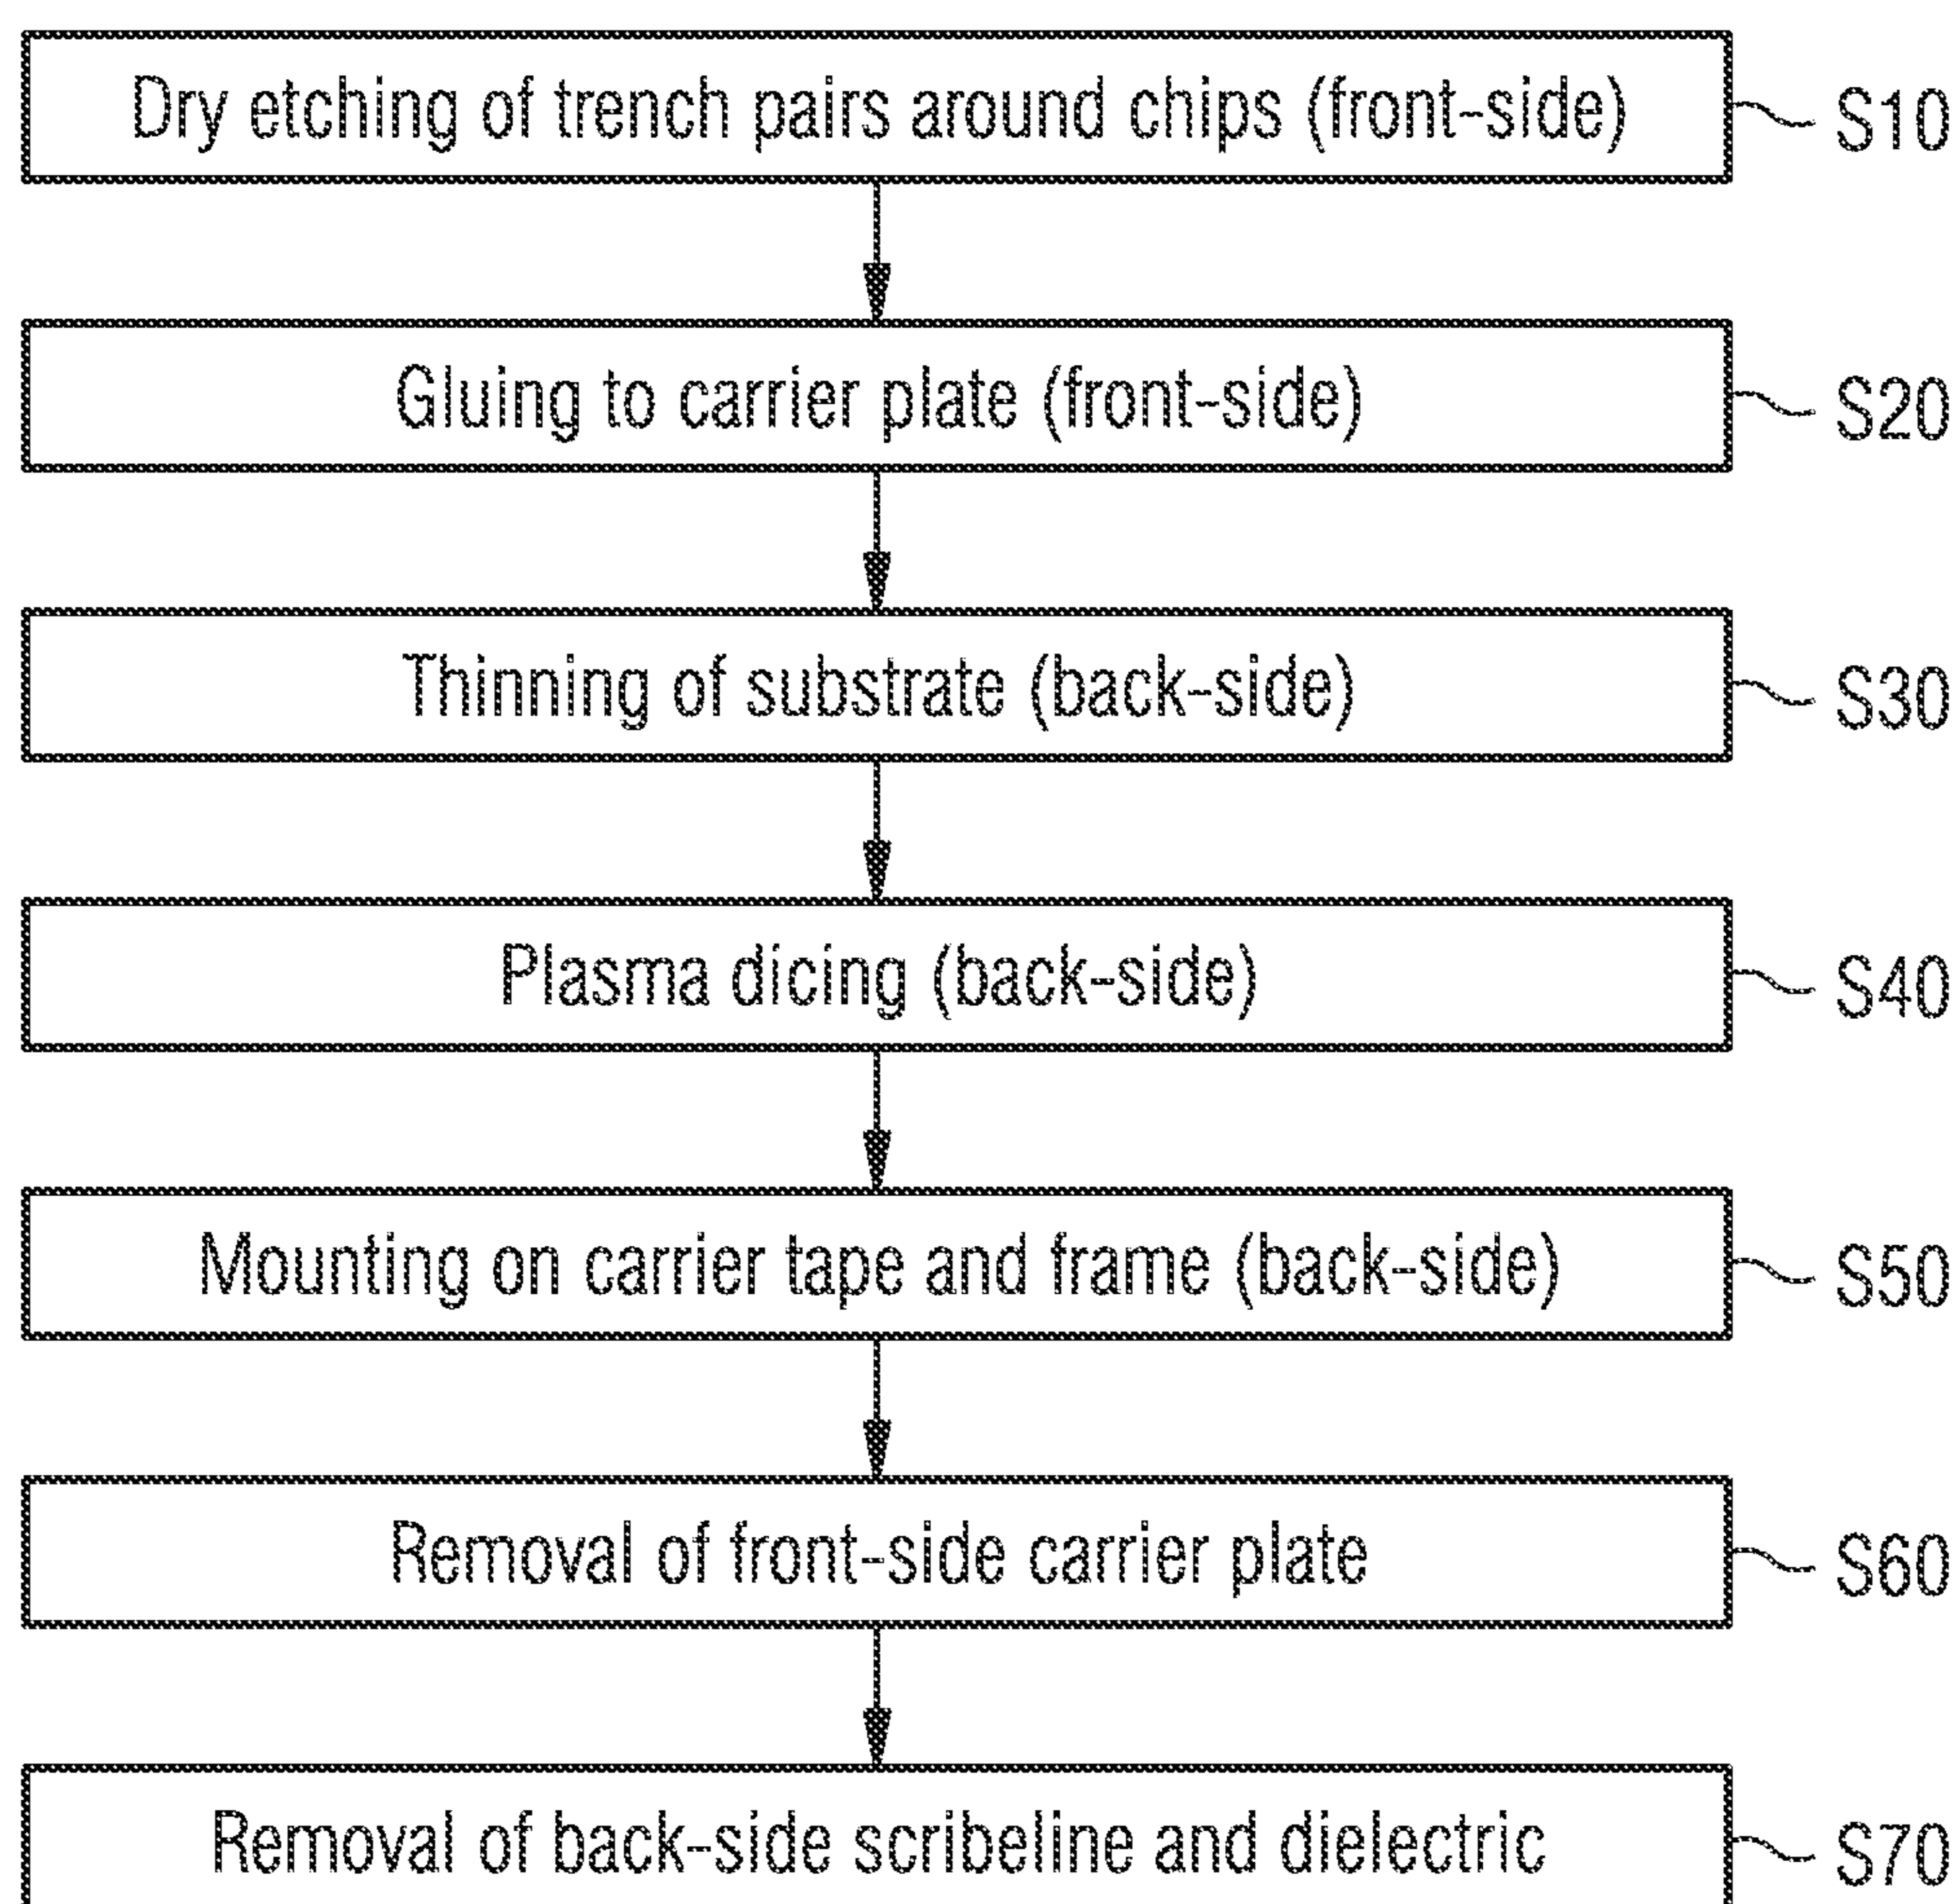 Dry etching of trench pairs around chips (front-side) S10
Gluing to carrier plate (front-side) S20
Thinning of substrate (back-side) S30
Plasma dicing (back-side) S40
Mounting on carrier tape and frame (back-side) S50
Removal of front-side carrier plate S60
Removal of back-side scribeline and dielectric S70